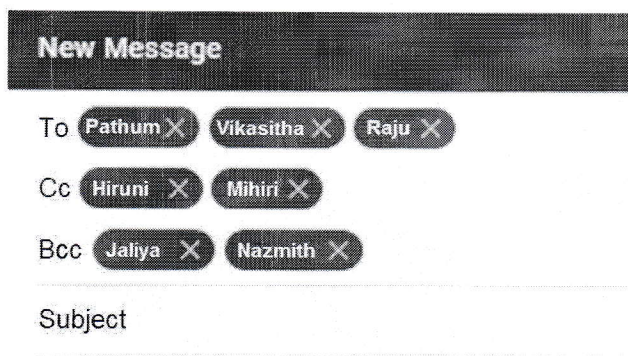 New Message
To Pathum Vikasitha Raju
Cc Hiruni Mihiri
Bcc Jaliya Nazmith
Subject